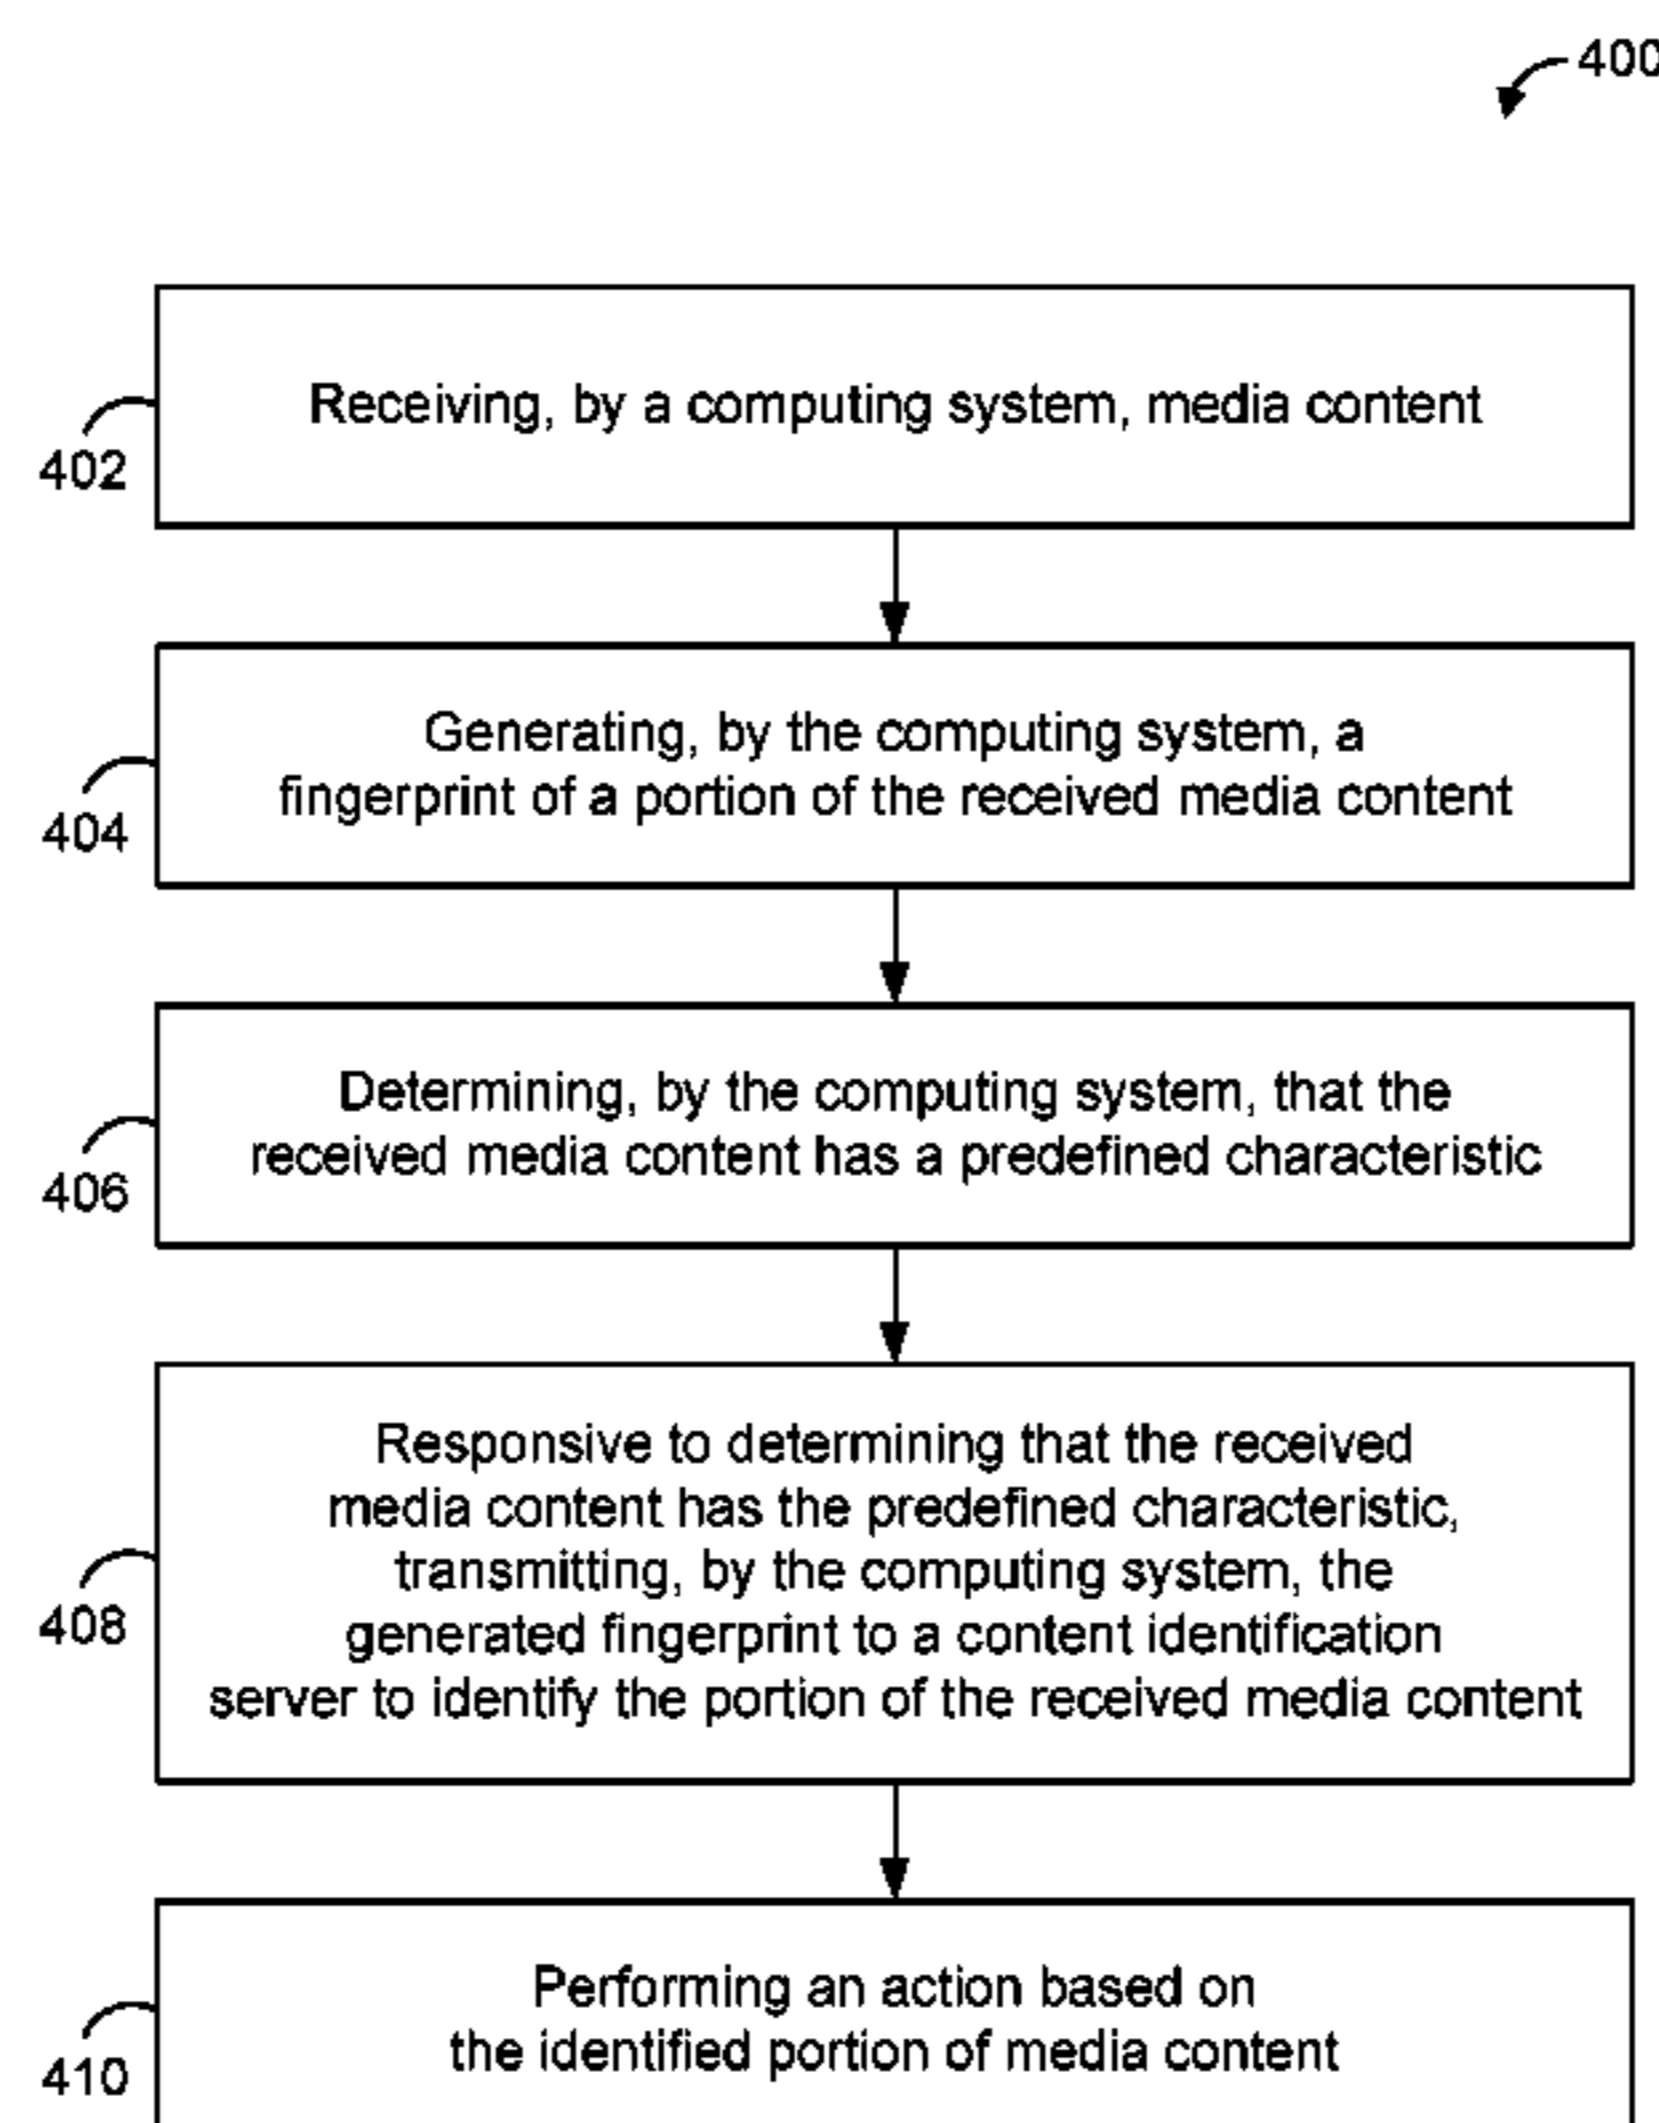 400
Receiving, by a computing system, media content
402
Generating, by the computing system, a
fingerprint of a portion of the received media content
404
Determining, by the computing system, that the
received media content has a predefined characteristic
406
Responsive to determining that the received
media content has the predefined characteristic,
transmitting, by the computing system, the
generated fingerprint to a content identification
server to identify the portion of the received media content
408
Performing an action based on
the identified portion of media content
410